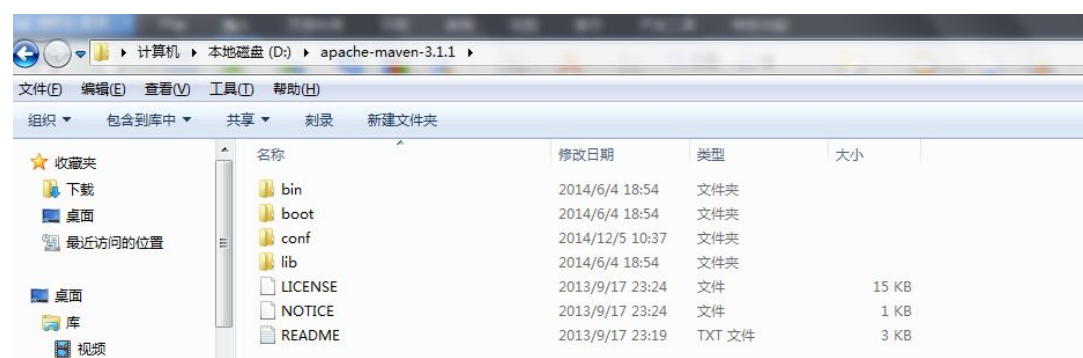 计算机 本地磁盘 (D:) apache-maven-3.1.1
文件(F) 编辑(E) 查看(V) 工具(T) 帮助(H)
组织 包含到库中 共享 刻录 新建文件夹
收藏夹
下载
桌面
最近访问的位置
桌面
库
视频
名称 修改日期 类型 大小
bin 2014/6/4 18:54 文件夹
boot 2014/6/4 18:54 文件夹
conf 2014/12/5 10:37 文件夹
lib 2014/6/4 18:54 文件夹
LICENSE 2013/9/17 23:24 文件 15 KB
NOTICE 2013/9/17 23:24 文件 1 KB
README 2013/9/17 23:19 TXT 文件 3 KB